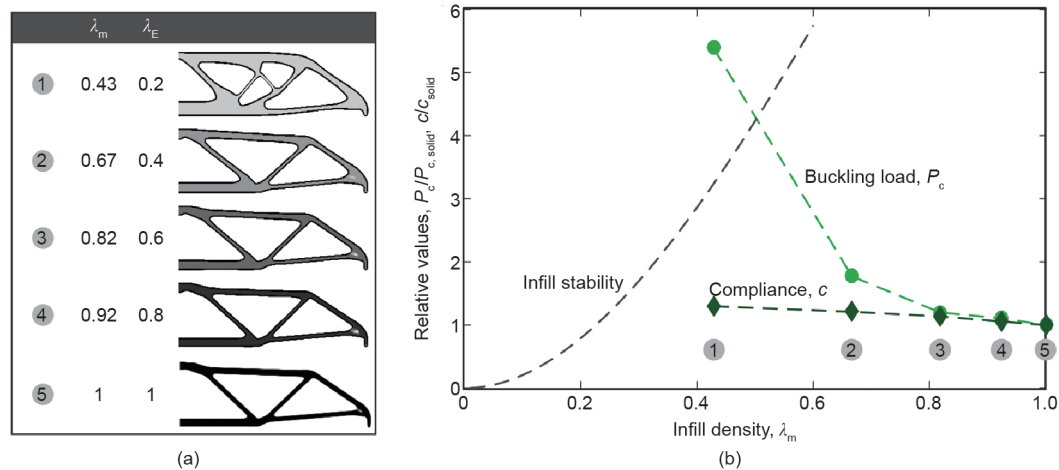 λm λE
1 0.43 0.2
2 0.67 0.4
3 0.82 0.6
4 0.92 0.8
5 1 1
(a)
Relative values, Pc/Pc, solid, c/csolid
6
5
4
3
2
1
0
Buckling load, Pc
Infill stability
Compliance, c
1 2 3 4 5
0 0.2 0.4 0.6 0.8 1.0
Infill density, λm
(b)